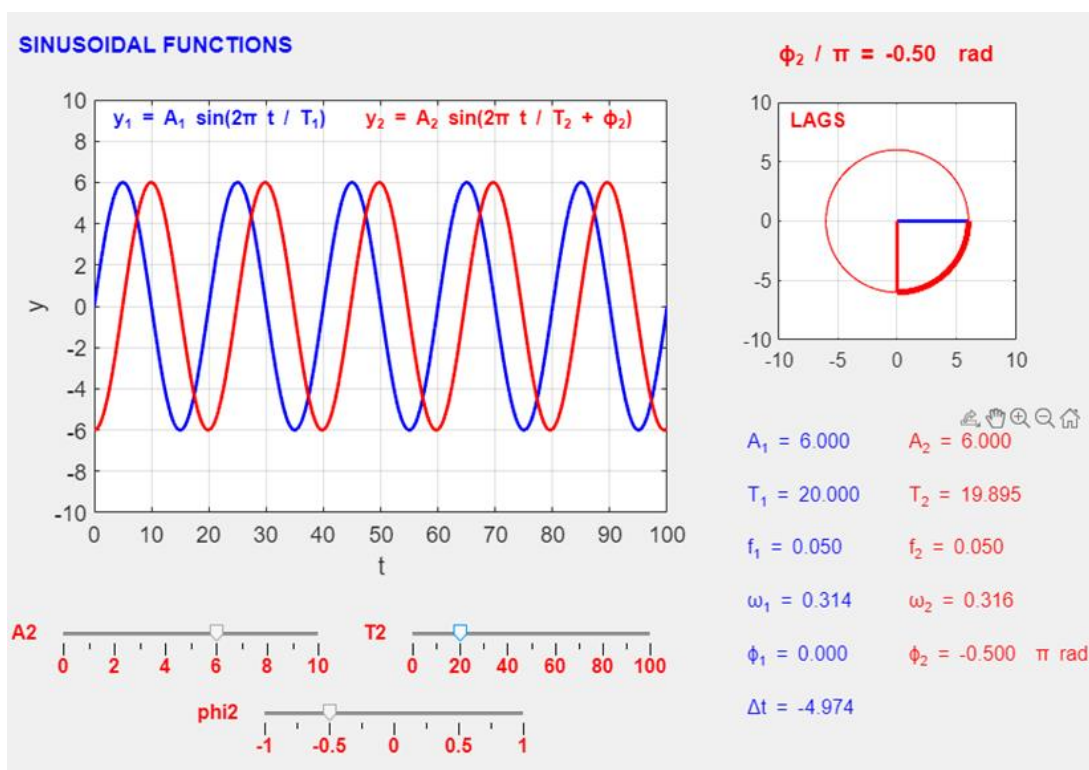 SINUSOIDAL FUNCTIONS
ϕ₂ / π = -0.50 rad
y₁ = A₁ sin(2π t / T₁) y₂ = A₂ sin(2π t / T₂ + ϕ₂)
10
8
6
4
2
0
-2
-4
-6
-8
-10
y
0 10 20 30 40 50 60 70 80 90 100
t
LAGS
10
5
0
-5
-10
-10 -5 0 5 10
A₁ = 6.000 A₂ = 6.000
T₁ = 20.000 T₂ = 19.895
f₁ = 0.050 f₂ = 0.050
ω₁ = 0.314 ω₂ = 0.316
ϕ₁ = 0.000 ϕ₂ = -0.500 π rad
Δt = -4.974
A2
0 2 4 6 8 10
T2
0 20 40 60 80 100
phi2
-1 -0.5 0 0.5 1